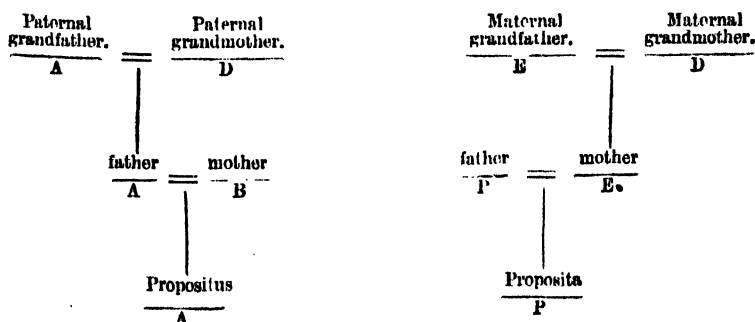 Paternal Paternal Maternal Maternal
grandfather. grandmother. grandfather. grandmother.
A D E D
father mother father mother
A B P E.
Propositus Proposita
A P